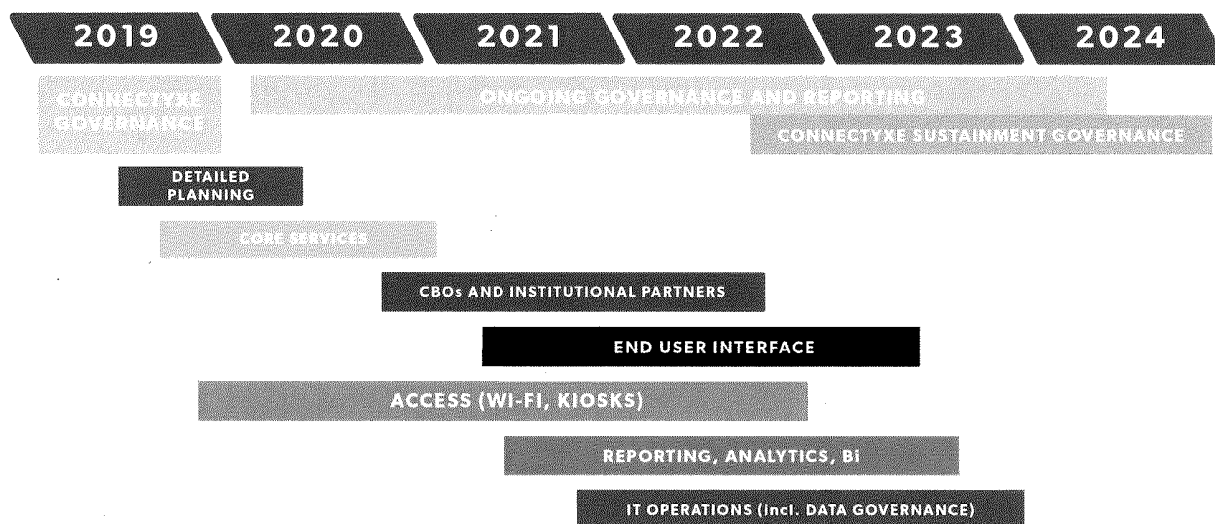 2019 2020 2021 2022 2023 2024
CONNECTYXE
GOVERNANCE
ONGOING GOVERNANCE AND REPORTING
CONNECTYXE SUSTAINMENT GOVERNANCE
DETAILED
PLANNING
CORE SERVICES
CBOs AND INSTITUTIONAL PARTNERS
END USER INTERFACE
ACCESS (WI-FI, KIOSKS)
REPORTING, ANALYTICS, Bi
IT OPERATIONS (incl. DATA GOVERNANCE)